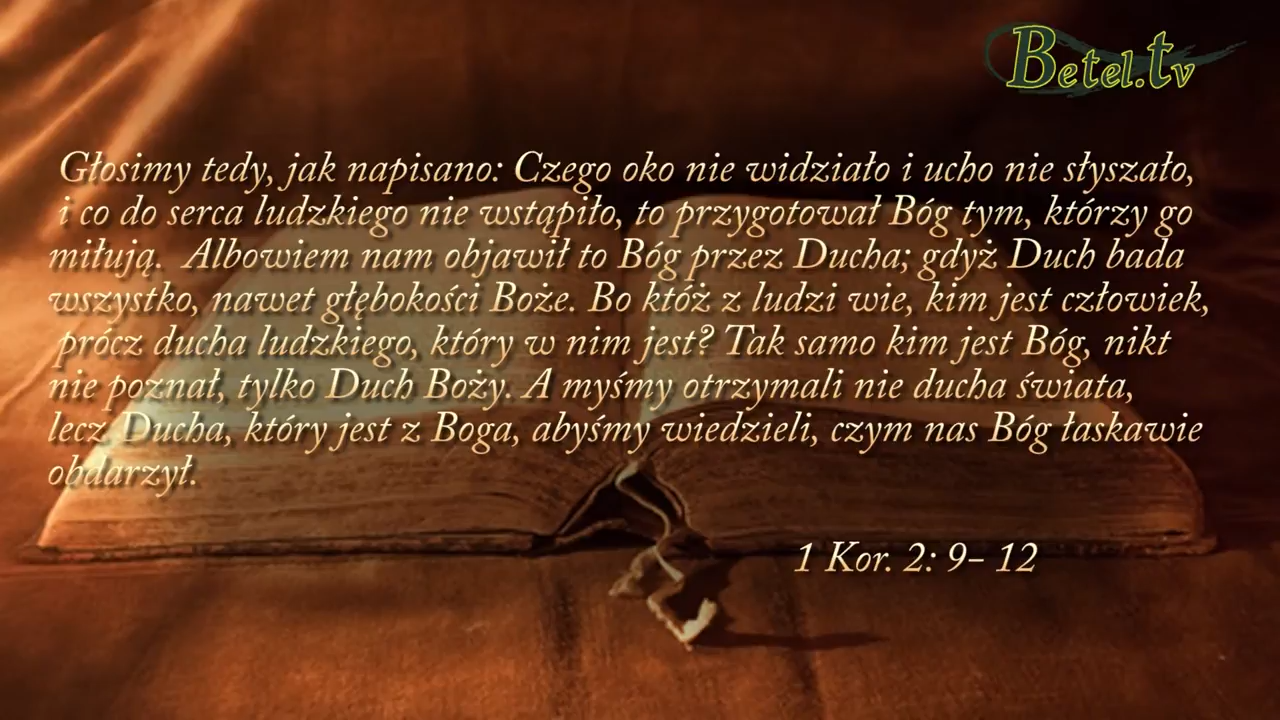 Betel.tv
Głosimy tedy, jak napisano: Czego oko nie widziało i ucho nie słyszało,
i co do serca ludzkiego nie wstąpiło, to przygotował Bóg tym, którzy go
miłują. Albowiem nam objawił to Bóg przez Ducha; gdyż Duch bada
wszystko, nawet głębokości Boże. Bo któż z ludzi wie, kim jest człowiek,
prócz ducha ludzkiego, który w nim jest? Tak samo kim jest Bóg, nikt
nie poznał, tylko Duch Boży. A myśmy otrzymali nie ducha świata,
lecz Ducha, który jest z Boga, abyśmy wiedzieli, czym nas Bóg łaskawie
obdarzył.
1 Kor. 2: 9– 12